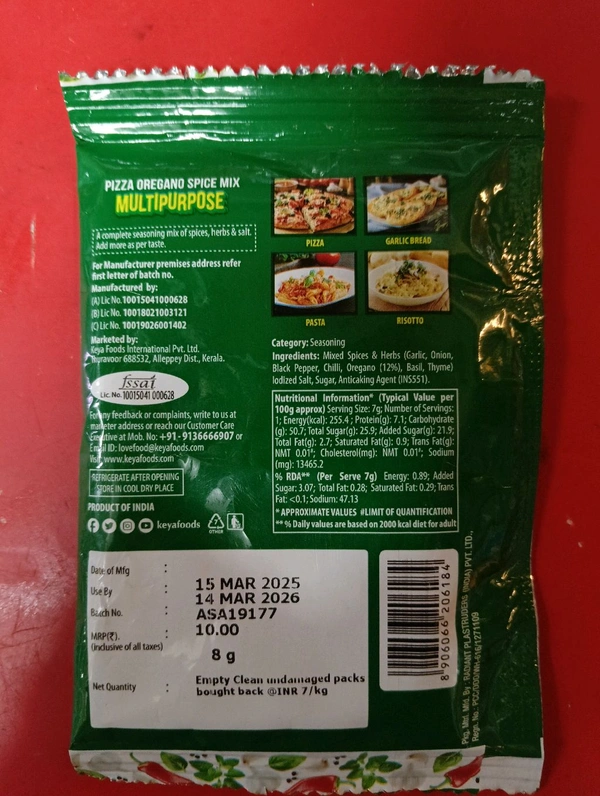 PIZZA OREGANO SPICE MIX
MULTIPURPOSE
A complete seasoning mix of spices, herbs & salt.
Add more as per taste.
For Manufacturer premises address refer
first letter of batch no.
Manufactured by:
(A) Lic No. 10015041000628
(B) Lic No. 10018021003121
(C) Lic No. 10019026001402
Marketed by:
Keya Foods International Pvt. Ltd.
688532, Alleppey Dist., Kerala.
fssai
Lic. No. 10015041 000628
For any feedback or complaints, write to us at
marketer address or reach our Customer Care
Executive at Mob. No: +91- 9136666907 or
Email ID: lovefood@keyafoods.com
Visit: www.keyafoods.com
REFRIGERATE AFTER OPENING
STORE IN COOL DRY PLACE
PRODUCT OF INDIA
keyafoods
OTHER
PIZZA
GARLIC BREAD
PASTA
RISOTTO
Category: Seasoning
Ingredients: Mixed Spices & Herbs (Garlic, Onion,
Black Pepper, Chilli, Oregano (12%), Basil, Thyme)
Iodized Salt, Sugar, Anticaking Agent (INS551).
Nutritional Information* (Typical Value per
100g approx) Serving Size: 7g; Number of Servings:
1; Energy(kcal): 255.4 ; Protein(g): 7.1; Carbohydrate
(g): 50.7; Total Sugar(g): 25.9; Added Sugar(g): 21.9;
Total Fat(g): 2.7; Saturated Fat(g): 0.9; Trans Fat(g):
NMT 0.01#; Cholesterol(mg): NMT 0.01#; Sodium
(mg): 13465.2
% RDA** (Per Serve 7g) Energy: 0.89; Added
Sugar: 3.07; Total Fat: 0.28; Saturated Fat: 0.29; Trans
Fat: <0.1; Sodium: 47.13
* APPROXIMATE VALUES #LIMIT OF QUANTIFICATION
** % Daily values are based on 2000 kcal diet for adult
Date of Mfg : 15 MAR 2025
Use By : 14 MAR 2026
Batch No. : ASA19177
MRP(₹). : 10.00
(Inclusive of all taxes)
8 g
Net Quantity : Empty Clean undamaged packs
bought back @INR 7/kg
8 906066 206184
Pkg. Mtrl. Mfd. By : RADIANT PLASTRUDERS (INDIA) PVT. LTD.,